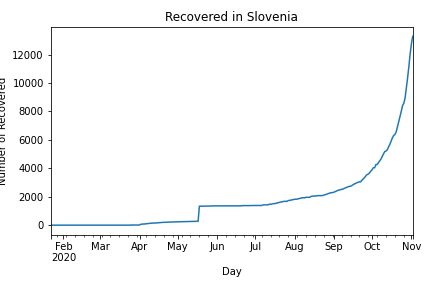 Recovered in Slovenia
Number of Recovered
12000
10000
8000
6000
4000
2000
0
Feb Mar Apr May Jun Jul Aug Sep Oct Nov
2020
Day